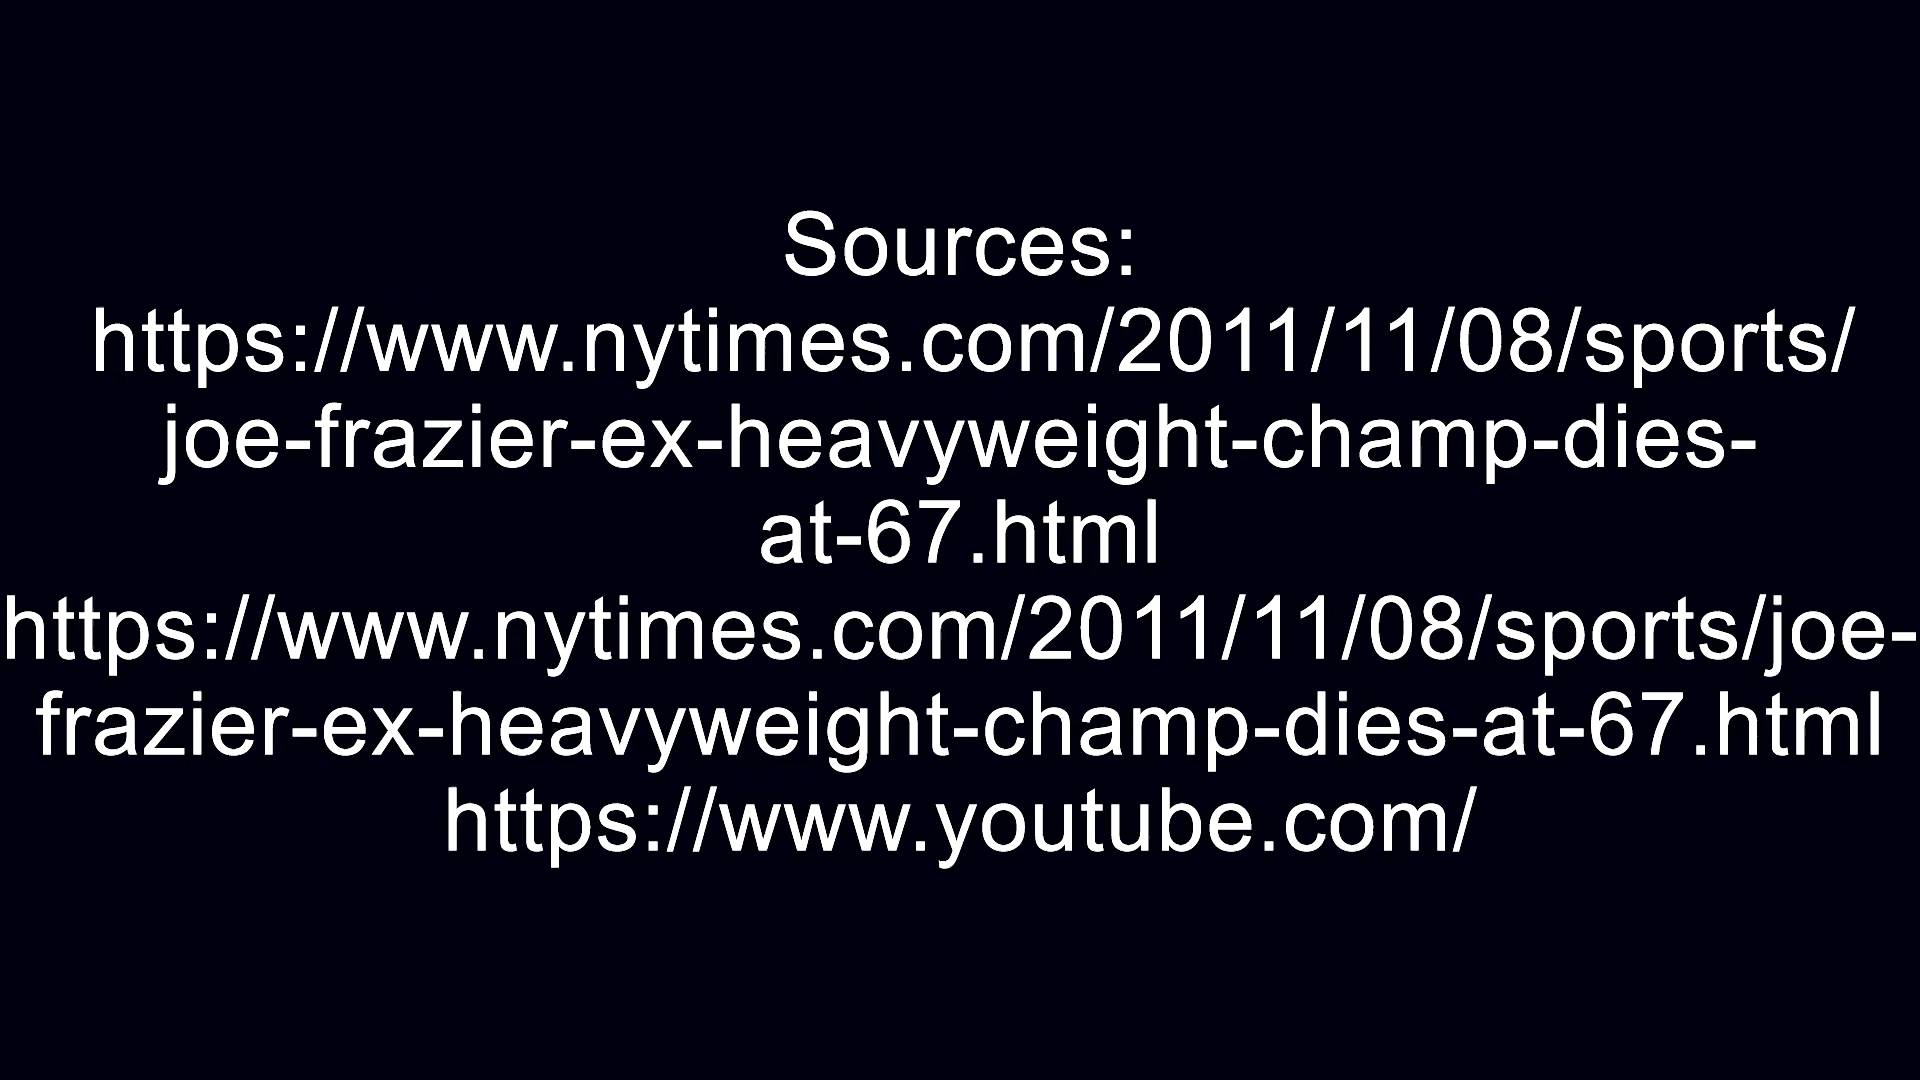 Sources:
https://www.nytimes.com/2011/11/08/sports/
joe-frazier-ex-heavyweight-champ-dies-
at-67.html
https://www.nytimes.com/2011/11/08/sports/joe-
frazier-ex-heavyweight-champ-dies-at-67.html
https://www.youtube.com/